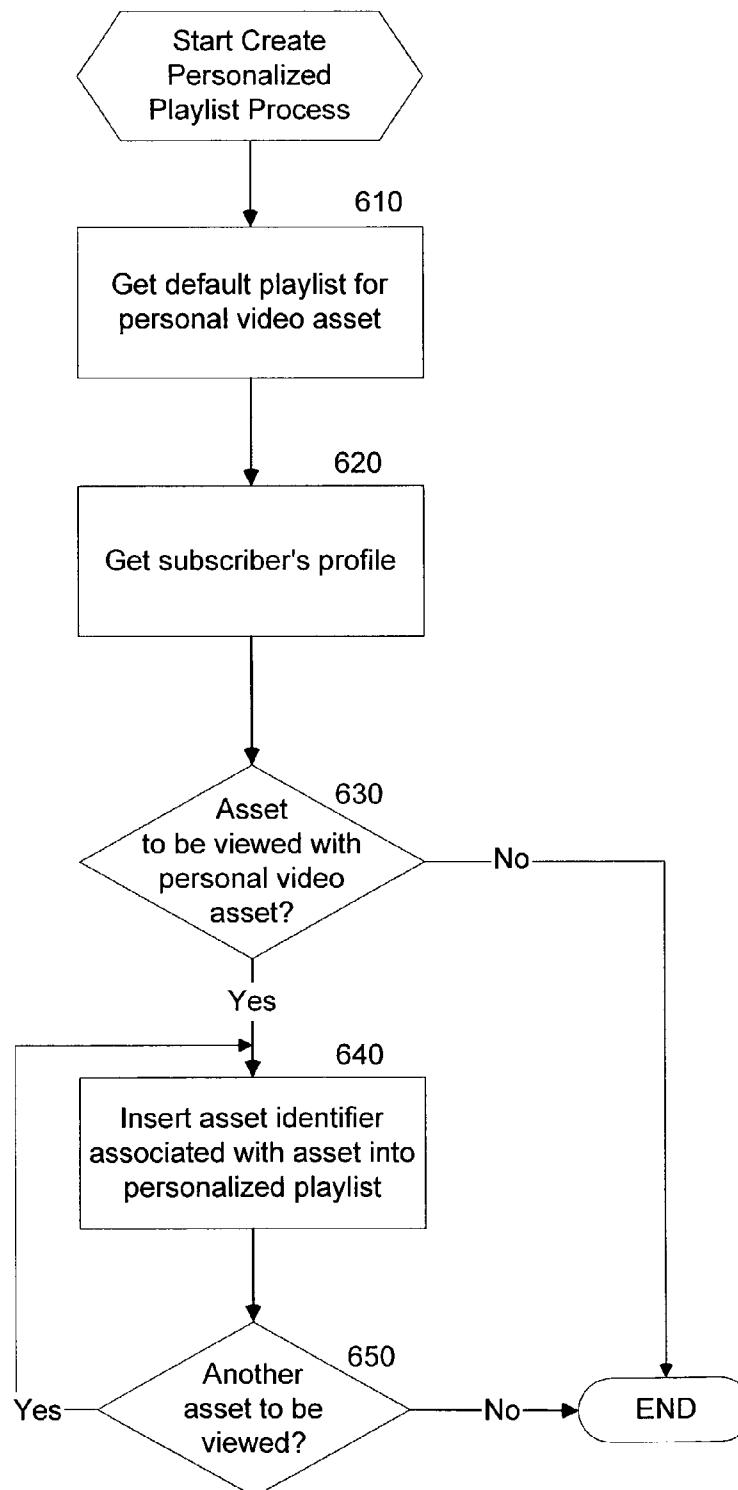 Start Create
Personalized
Playlist Process
610
Get default playlist for
personal video asset
620
Get subscriber's profile
630
Asset
to be viewed with
personal video
asset?
No
Yes
640
Insert asset identifier
associated with asset into
personalized playlist
650
Another
asset to be
viewed?
Yes
No
END